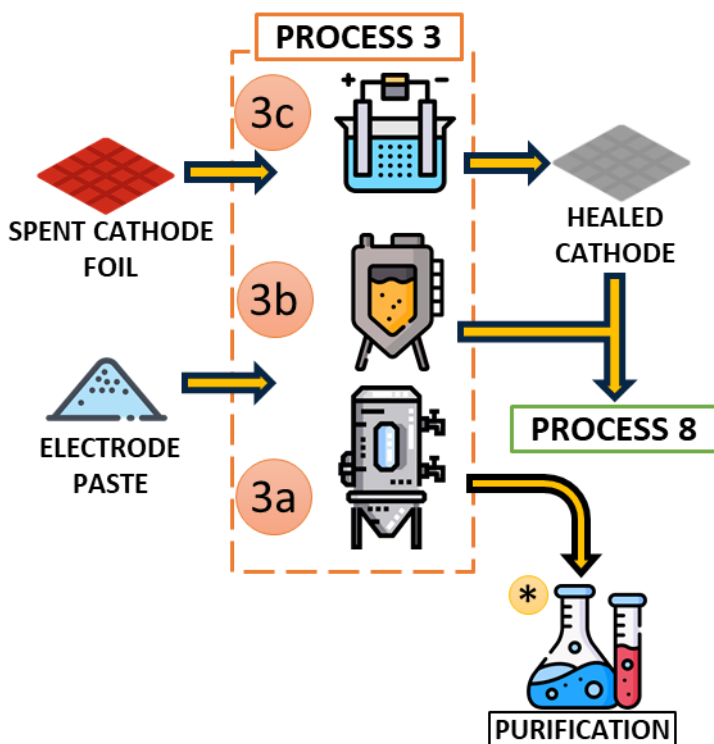 PROCESS 3
3c
+ −
SPENT CATHODE
FOIL
HEALED
CATHODE
3b
ELECTRODE
PASTE
PROCESS 8
3a
*
PURIFICATION